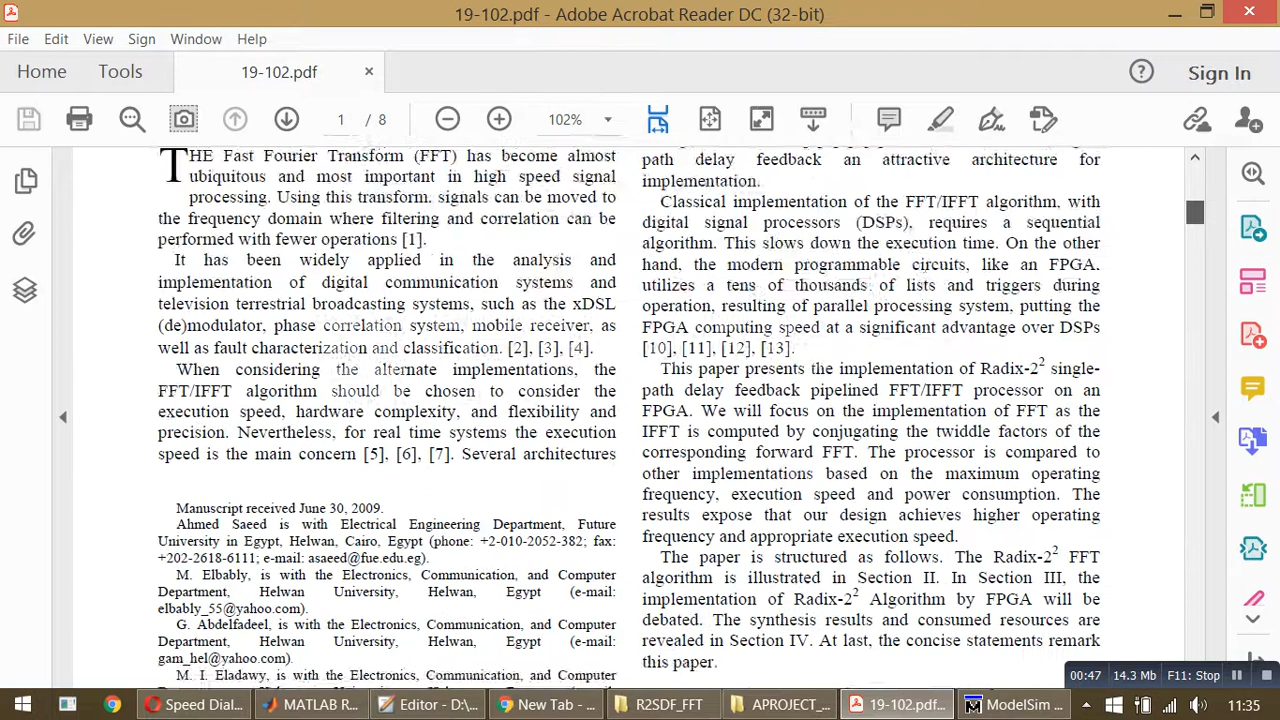 19-102.pdf - Adobe Acrobat Reader DC (32-bit)
File Edit View Sign Window Help
Home Tools 19-102.pdf × Sign In
1 / 8 102%
THE Fast Fourier Transform (FFT) has become almost
ubiquitous and most important in high speed signal
processing. Using this transform, signals can be moved to
the frequency domain where filtering and correlation can be
performed with fewer operations [1].
It has been widely applied in the analysis and
implementation of digital communication systems and
television terrestrial broadcasting systems, such as the xDSL
(de)modulator, phase correlation system, mobile receiver, as
well as fault characterization and classification. [2], [3], [4].
When considering the alternate implementations, the
FFT/IFFT algorithm should be chosen to consider the
execution speed, hardware complexity, and flexibility and
precision. Nevertheless, for real time systems the execution
speed is the main concern [5], [6], [7]. Several architectures
Manuscript received June 30, 2009.
Ahmed Saeed is with Electrical Engineering Department, Future
University in Egypt, Helwan, Cairo, Egypt (phone: +2-010-2052-382; fax:
+202-2618-6111; e-mail: asaeed@fue.edu.eg).
M. Elbably, is with the Electronics, Communication, and Computer
Department, Helwan University, Helwan, Egypt (e-mail:
elbably_55@yahoo.com).
G. Abdelfadeel, is with the Electronics, Communication, and Computer
Department, Helwan University, Helwan, Egypt (e-mail:
gam_hel@yahoo.com).
M. I. Eladawy, is with the Electronics, Communication, and Computer
path delay feedback an attractive architecture for
implementation.
Classical implementation of the FFT/IFFT algorithm, with
digital signal processors (DSPs), requires a sequential
algorithm. This slows down the execution time. On the other
hand, the modern programmable circuits, like an FPGA,
utilizes a tens of thousands of lists and triggers during
operation, resulting of parallel processing system, putting the
FPGA computing speed at a significant advantage over DSPs
[10], [11], [12], [13].
This paper presents the implementation of Radix-2² single-
path delay feedback pipelined FFT/IFFT processor on an
FPGA. We will focus on the implementation of FFT as the
IFFT is computed by conjugating the twiddle factors of the
corresponding forward FFT. The processor is compared to
other implementations based on the maximum operating
frequency, execution speed and power consumption. The
results expose that our design achieves higher operating
frequency and appropriate execution speed.
The paper is structured as follows. The Radix-2² FFT
algorithm is illustrated in Section II. In Section III, the
implementation of Radix-2² Algorithm by FPGA will be
debated. The synthesis results and consumed resources are
revealed in Section IV. At last, the concise statements remark
this paper.
00:47 14.3 MB F11: Stop
Speed Dial... MATLAB R... Editor - D:\... New Tab - ... R2SDF_FFT APROJECT_... 19-102.pdf... ModelSim ... 11:35